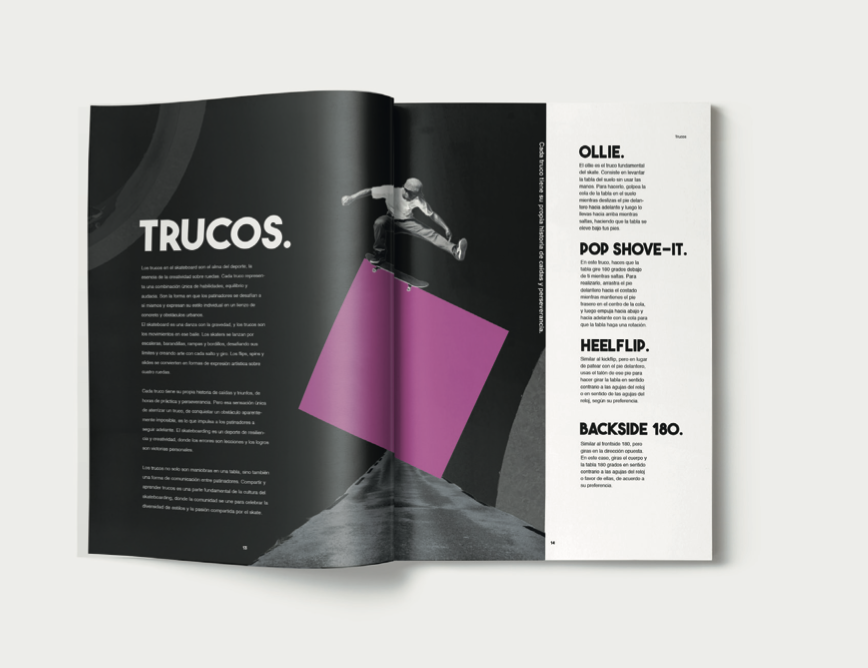 TRUCOS.
Los trucos en el skateboard son el alma del deporte, la
esencia de la creatividad sobre ruedas. Cada truco represen-
ta una combinación única de habilidades, equilibrio y
audacia. Son la forma en que los patinadores se desafían a
sí mismos y expresan su estilo individual en un lienzo de
concreto y obstáculos urbanos.
El skateboard es una danza con la gravedad, y los trucos son
los movimientos en ese baile. Los skaters se lanzan por
escaleras, barandillas, rampas y bordillos, desafiando sus
límites y creando arte con cada salto y giro. Los flips, ajens y
slides se convierten en formas de expresión artística sobre
cuatro ruedas.
Cada truco tiene su propia historia de caídas y triunfos, de
horas de práctica y perseverancia. Pero esa sensación única
de aterrizar un truco, de conquistar un obstáculo aparente-
mente imposible, es lo que impulsa a los patinadores a
seguir adelante. El skateboarding es un deporte de resilien-
cia y creatividad, donde los errores son lecciones y los logros
son victorias personales.
Los trucos no solo son maniobras en una tabla, sino también
una forma de comunicación entre patinadores. Compartir y
aprender trucos es una parte fundamental de la cultura del
skateboarding, donde la comunidad se une para celebrar la
diversidad de estilos y la pasión compartida por el skate.
Cada truco tiene su propia historia de caídas y perseverancia.
Trucos
OLLIE.
El ollie es el truco fundamental
del skate. Consiste en levantar
la tabla del suelo sin usar las
manos. Para hacerlo, golpea la
cola de la tabla en el suelo
mientras deslizas el pie delan-
tero hacia adelante y luego lo
llevas hacia arriba mientras
saltas, haciendo que la tabla se
eleve bajo tus pies.
POP SHOVE-IT.
En este truco, haces que la
tabla gire 180 grados debajo
de ti mientras saltas. Para
realizarlo, arrastra el pie
delantero hacia el costado
mientras mantienes el pie
trasero en el centro de la cola,
y luego empuja hacia abajo y
hacia adelante con la cola para
que la tabla haga una rotación.
HEELFLIP.
Similar al kickflip, pero en lugar
de patear con el pie delantero,
usas el talón de ese pie para
hacer girar la tabla en sentido
contrario a las agujas del reloj
o en sentido de las agujas del
reloj, según su preferencia.
BACKSIDE 180.
Similar al frontside 180, pero
giras en la dirección opuesta.
En este caso, giras el cuerpo y
la tabla 180 grados en sentido
contrario a las agujas del reloj
o favor de ellas, de acuerdo a
su preferencia.
14